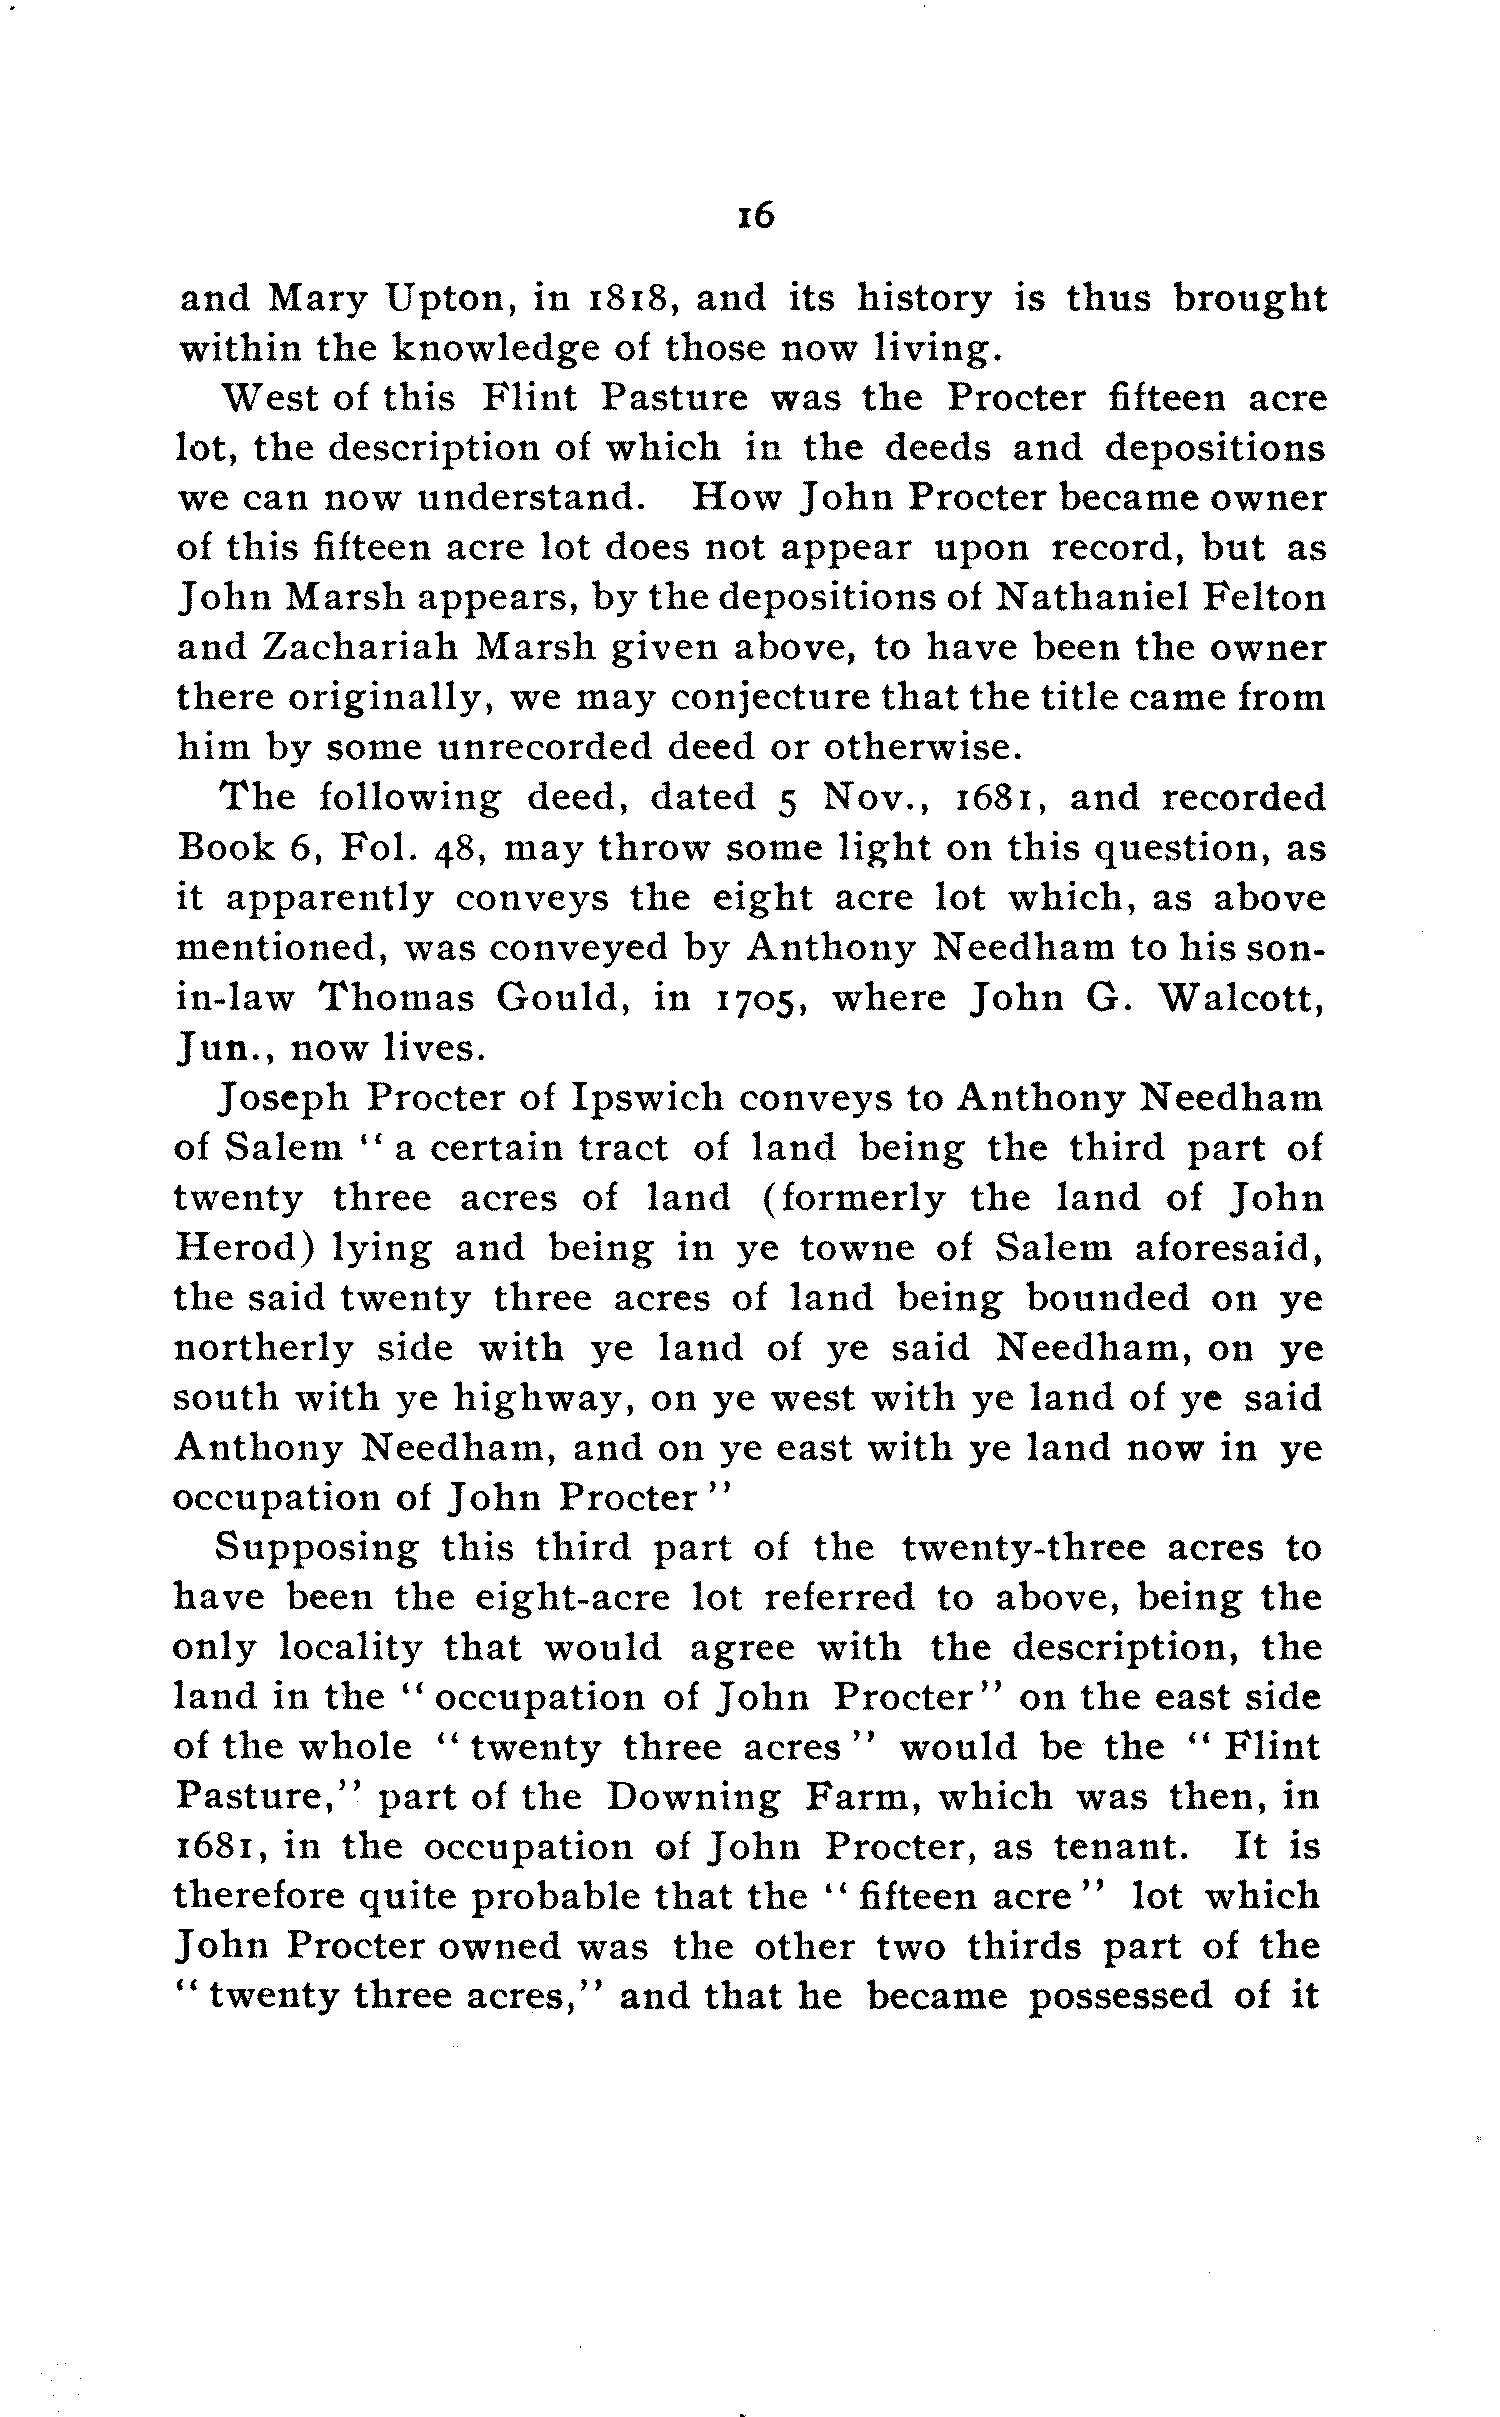 16
and Mary Upton, in 1818, and its history is thus brought
within the knowledge of those now living.
West of this Flint Pasture was the Procter fifteen acre
lot, the description of which in the deeds and depositions
we can now understand. How John Procter became owner
of this fifteen acre lot does not appear upon record, but as
John Marsh appears, by the depositions of Nathaniel Felton
and Zachariah Marsh given above, to have been the owner
there originally, we may conjecture that the title came from
him by some unrecorded deed or otherwise.
The following deed, dated 5 Nov., 1681, and recorded
Book 6, Fol. 48, may throw some light on this question, as
it apparently conveys the eight acre lot which, as above
mentioned, was conveyed by Anthony Needham to his son-
in-law Thomas Gould, in 1705, where John G. Walcott,
Jun., now lives.
Joseph Procter of Ipswich conveys to Anthony Needham
of Salem " a certain tract of land being the third part of
twenty three acres of land (formerly the land of John
Herod) lying and being in ye towne of Salem aforesaid,
the said twenty three acres of land being bounded on ye
northerly side with ye land of ye said Needham, on ye
south with ye highway, on ye west with ye land of ye said
Anthony Needham, and on ye east with ye land now in ye
occupation of John Procter "
Supposing this third part of the twenty-three acres to
have been the eight-acre lot referred to above, being the
only locality that would agree with the description, the
land in the " occupation of John Procter" on the east side
of the whole " twenty three acres " would be the " Flint
Pasture," part of the Downing Farm, which was then, in
1681, in the occupation of John Procter, as tenant. It is
therefore quite probable that the " fifteen acre " lot which
John Procter owned was the other two thirds part of the
" twenty three acres," and that he became possessed of it